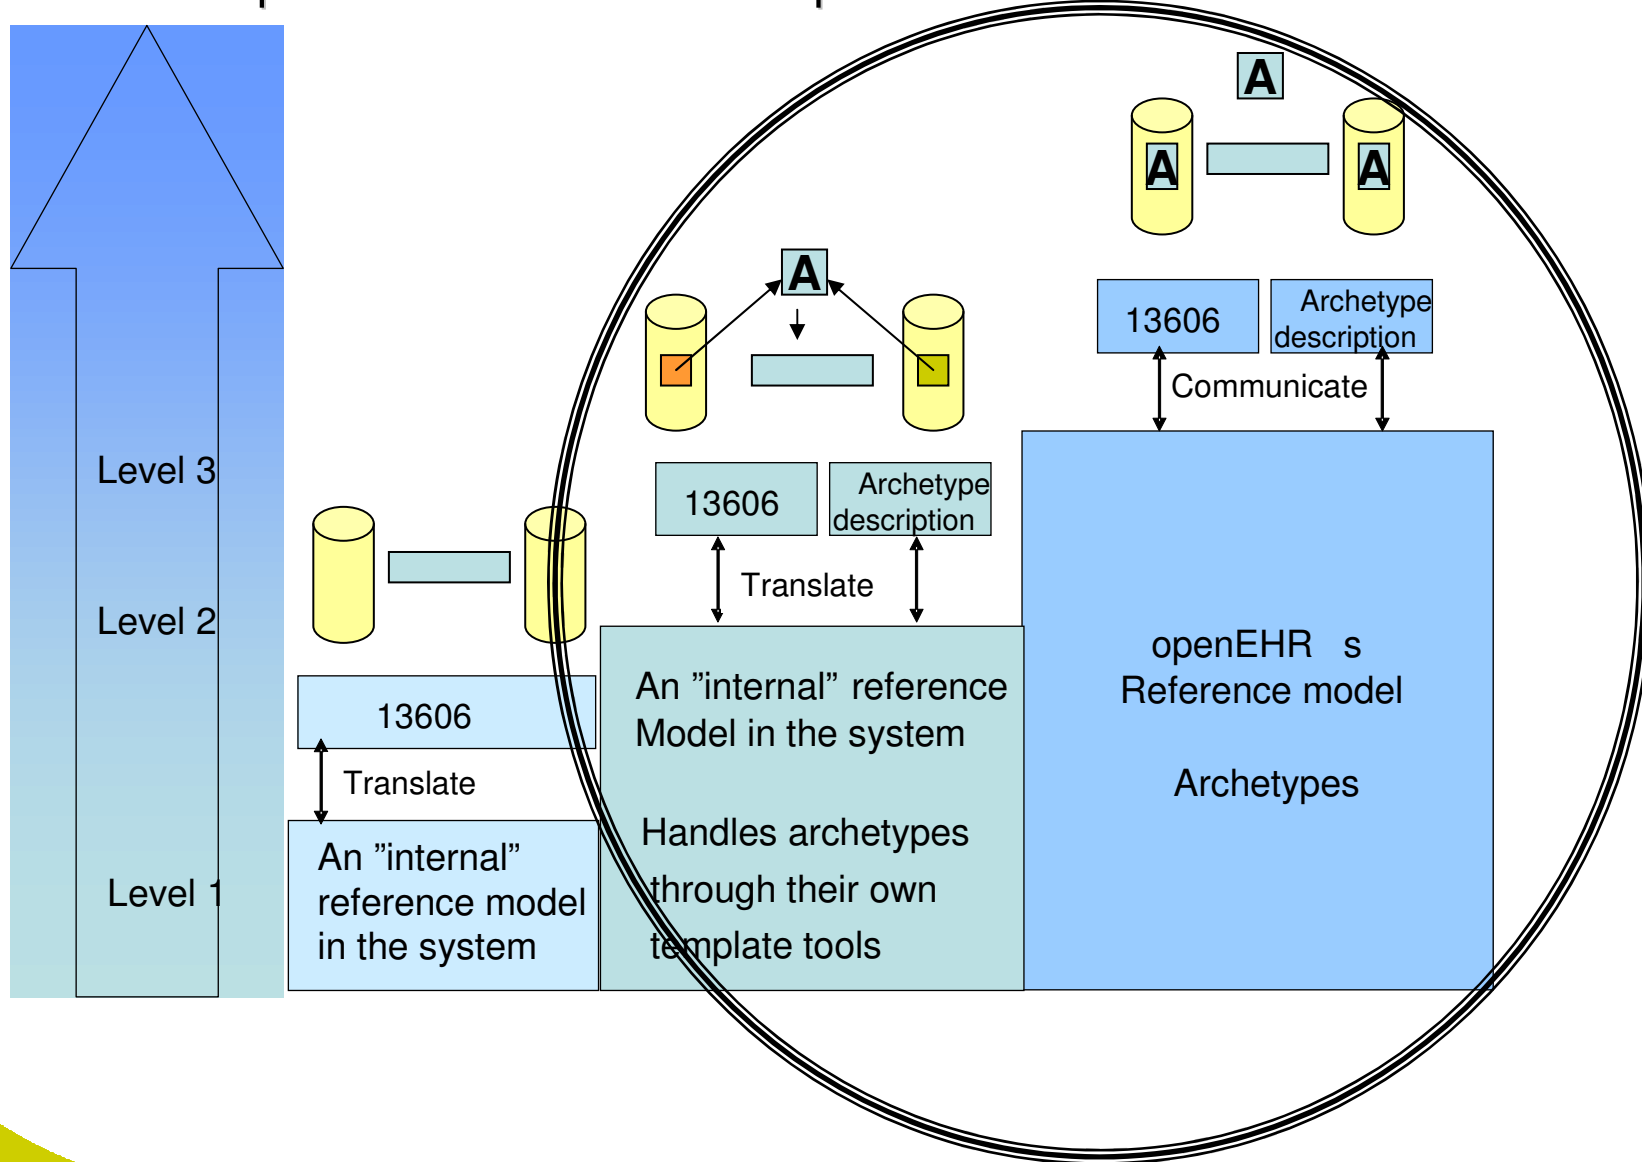 A
A
A
A
13606
Archetype
description
Communicate
Level 3
13606
Archetype
description
Translate
Level 2
13606
Translate
Level 1
An ”internal”
reference model
in the system
An ”internal” reference
Model in the system
Handles archetypes
through their own
template tools
openEHR s
Reference model
Archetypes